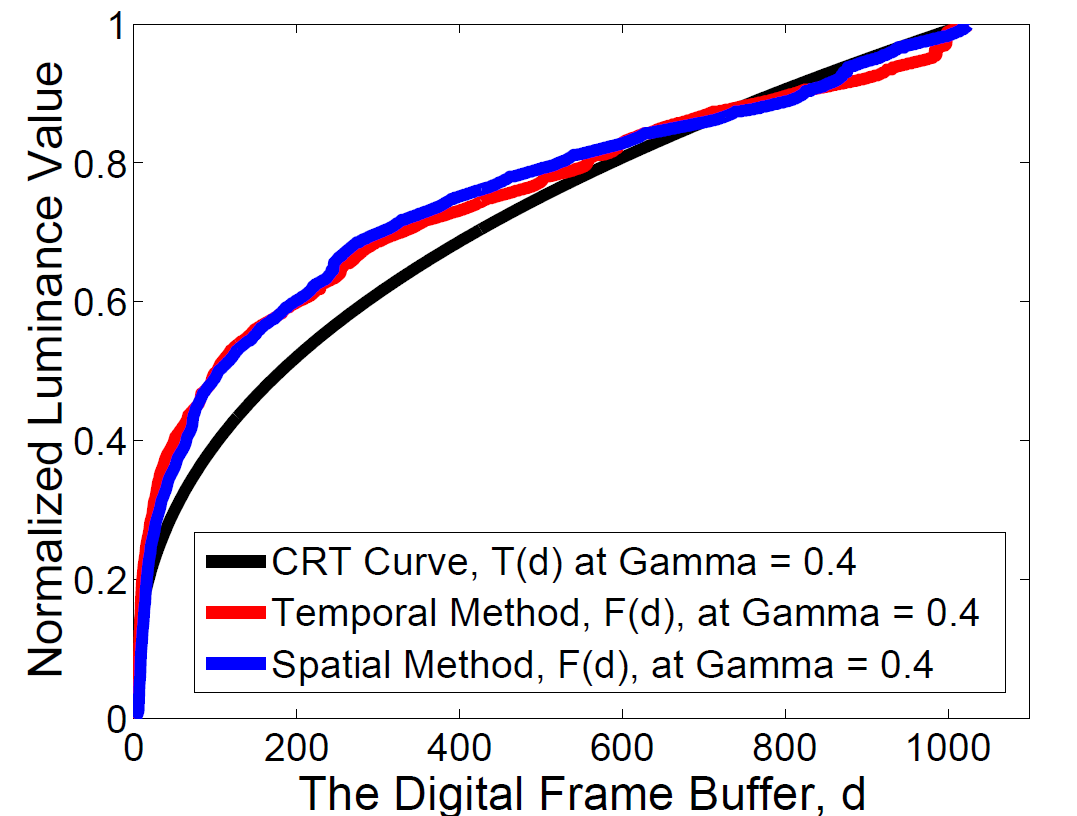 Normalized Luminance Value
1
0.8
0.6
0.4
0.2
0
CRT Curve, T(d) at Gamma = 0.4
Temporal Method, F(d), at Gamma = 0.4
Spatial Method, F(d), at Gamma = 0.4
0 200 400 600 800 1000
The Digital Frame Buffer, d